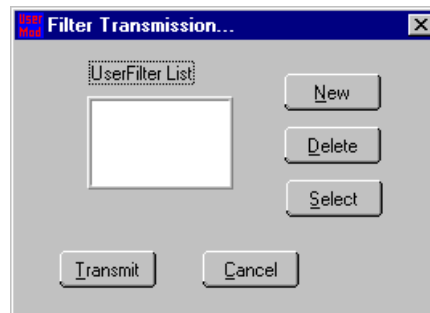 User
Mod Filter Transmission...
UserFilter List
New
Delete
Select
Transmit
Cancel